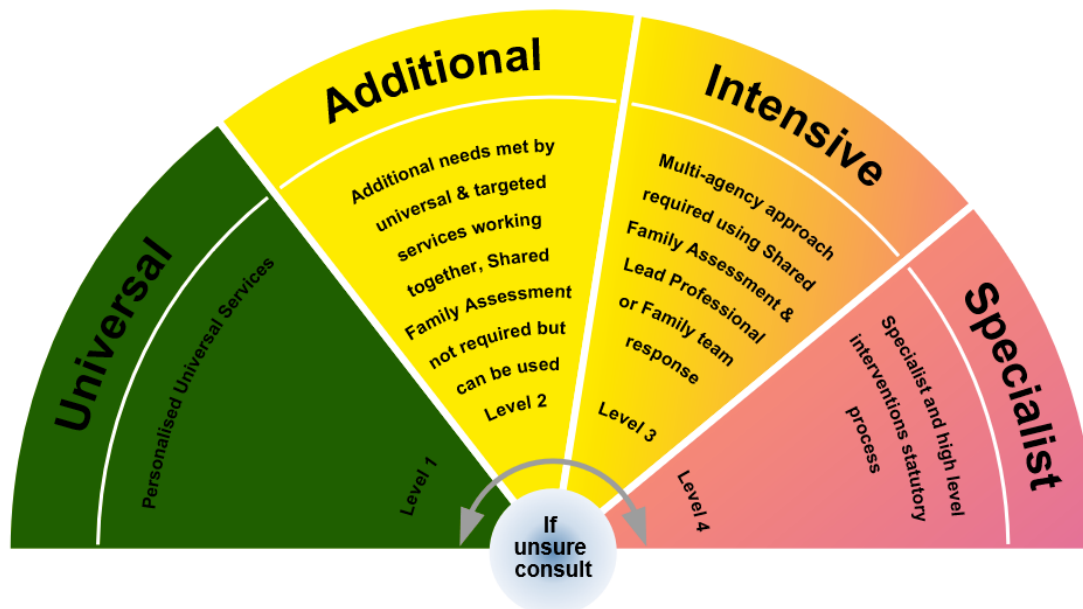 Universal
Personalised Universal Services
Level 1
Additional
Additional needs met by
universal & targeted
services working
together, Shared
Family Assessment
not required but
can be used
Level 2
Intensive
Multi-agency approach
required using Shared
Family Assessment &
Lead Professional
or Family team
response
Level 3
Specialist
Specialist and high level
interventions statutory
process
Level 4
If
unsure
consult